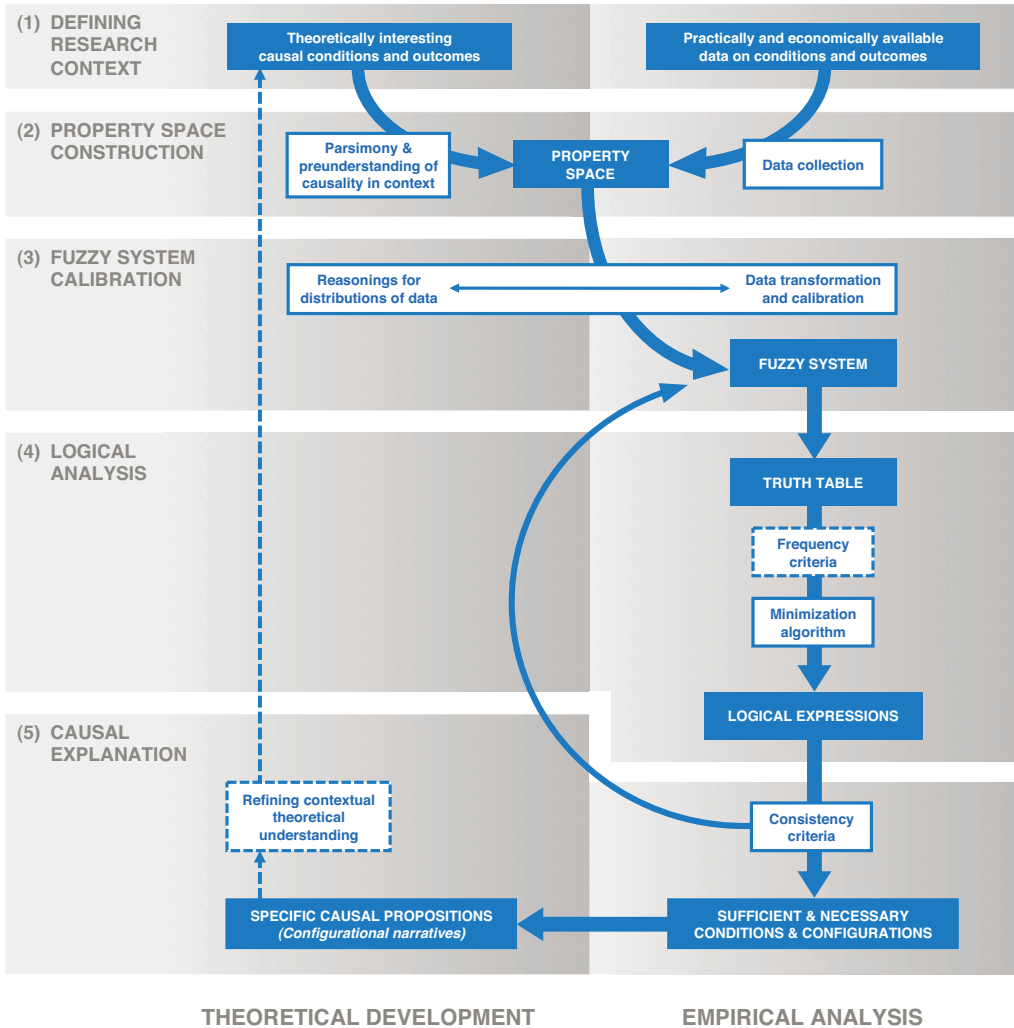 (1) DEFINING
RESEARCH
CONTEXT
Theoretically interesting
causal conditions and outcomes
Practically and economically available
data on conditions and outcomes
(2) PROPERTY SPACE
CONSTRUCTION
Parsimony &
preunderstanding of
causality in context
PROPERTY
SPACE
Data collection
(3) FUZZY SYSTEM
CALIBRATION
Reasonings for
distributions of data
Data transformation
and calibration
FUZZY SYSTEM
(4) LOGICAL
ANALYSIS
TRUTH TABLE
Frequency
criteria
Minimization
algorithm
LOGICAL EXPRESSIONS
(5) CAUSAL
EXPLANATION
Refining contextual
theoretical
understanding
Consistency
criteria
SPECIFIC CAUSAL PROPOSITIONS
(Configurational narratives)
SUFFICIENT & NECESSARY
CONDITIONS & CONFIGURATIONS
THEORETICAL DEVELOPMENT
EMPIRICAL ANALYSIS